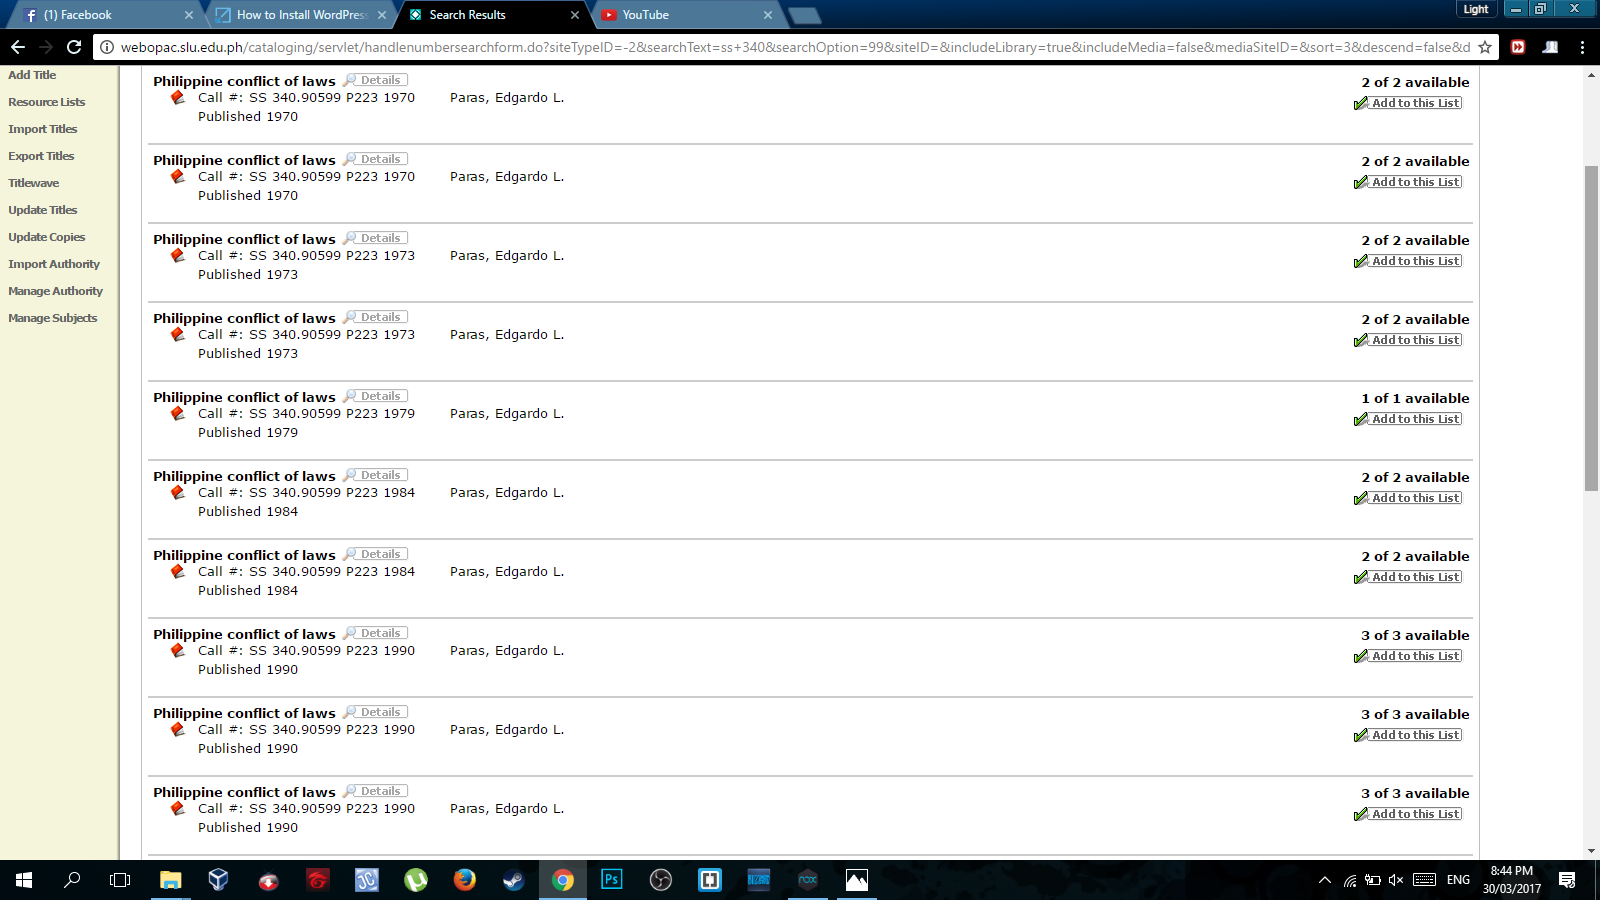 (1) Facebook
How to Install WordPress
Search Results
YouTube
Light
webopac.slu.edu.ph/cataloging/servlet/handlenumbersearchform.do?siteTypeID=-2&searchText=ss+340&searchOption=99&siteID=&includeLibrary=true&includeMedia=false&mediaSiteID=&sort=3&descend=false&d
Add Title
Resource Lists
Import Titles
Export Titles
Titlewave
Update Titles
Update Copies
Import Authority
Manage Authority
Manage Subjects
Philippine conflict of laws Details 2 of 2 available
Call #: SS 340.90599 P223 1970 Paras, Edgardo L. Add to this List
Published 1970
Philippine conflict of laws Details 2 of 2 available
Call #: SS 340.90599 P223 1970 Paras, Edgardo L. Add to this List
Published 1970
Philippine conflict of laws Details 2 of 2 available
Call #: SS 340.90599 P223 1973 Paras, Edgardo L. Add to this List
Published 1973
Philippine conflict of laws Details 2 of 2 available
Call #: SS 340.90599 P223 1973 Paras, Edgardo L. Add to this List
Published 1973
Philippine conflict of laws Details 1 of 1 available
Call #: SS 340.90599 P223 1979 Paras, Edgardo L. Add to this List
Published 1979
Philippine conflict of laws Details 2 of 2 available
Call #: SS 340.90599 P223 1984 Paras, Edgardo L. Add to this List
Published 1984
Philippine conflict of laws Details 2 of 2 available
Call #: SS 340.90599 P223 1984 Paras, Edgardo L. Add to this List
Published 1984
Philippine conflict of laws Details 3 of 3 available
Call #: SS 340.90599 P223 1990 Paras, Edgardo L. Add to this List
Published 1990
Philippine conflict of laws Details 3 of 3 available
Call #: SS 340.90599 P223 1990 Paras, Edgardo L. Add to this List
Published 1990
Philippine conflict of laws Details 3 of 3 available
Call #: SS 340.90599 P223 1990 Paras, Edgardo L. Add to this List
Published 1990
Ps
nox
ENG
8:44 PM
30/03/2017